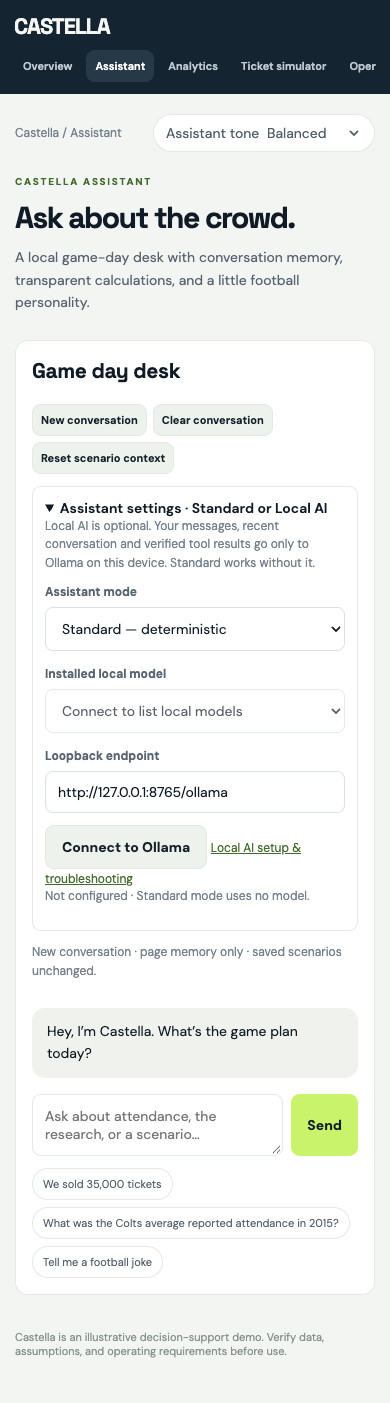 CASTELLA
Overview Assistant Analytics Ticket simulator Oper
Castella / Assistant
Assistant tone Balanced
CASTELLA ASSISTANT
Ask about the crowd.
A local game-day desk with conversation memory,
transparent calculations, and a little football
personality.
Game day desk
New conversation Clear conversation
Reset scenario context
▼ Assistant settings · Standard or Local AI
Local AI is optional. Your messages, recent
conversation and verified tool results go only to
Ollama on this device. Standard works without it.
Assistant mode
Standard — deterministic
Installed local model
Connect to list local models
Loopback endpoint
http://127.0.0.1:8765/ollama
Connect to Ollama Local AI setup &
troubleshooting
Not configured · Standard mode uses no model.
New conversation · page memory only · saved scenarios
unchanged.
Hey, I’m Castella. What’s the game plan
today?
Ask about attendance, the
research, or a scenario…
Send
We sold 35,000 tickets
What was the Colts average reported attendance in 2015?
Tell me a football joke
Castella is an illustrative decision-support demo. Verify data,
assumptions, and operating requirements before use.